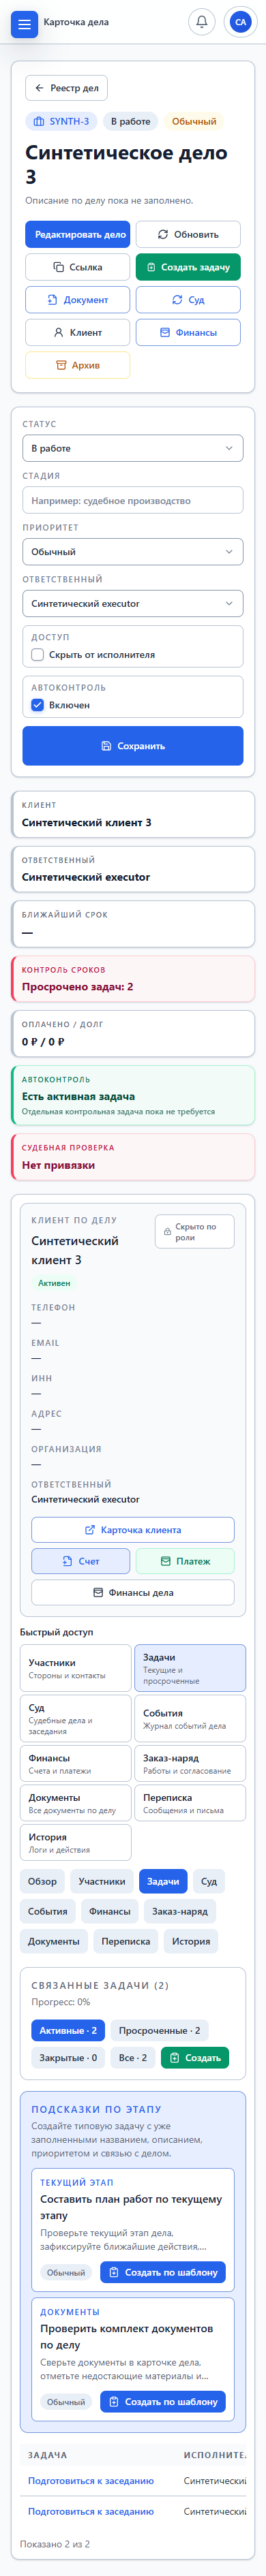 Карточка дела
CA
Реестр дел
SYNTH-3
В работе
Обычный
Синтетическое дело
3
Описание по делу пока не заполнено.
Редактировать дело
Обновить
Ссылка
Создать задачу
Документ
Суд
Клиент
Финансы
Архив
СТАТУС
В работе
СТАДИЯ
Например: судебное производство
ПРИОРИТЕТ
Обычный
ОТВЕТСТВЕННЫЙ
Синтетический executor
ДОСТУП
Скрыть от исполнителя
АВТОКОНТРОЛЬ
Включен
Сохранить
КЛИЕНТ
Синтетический клиент 3
ОТВЕТСТВЕННЫЙ
Синтетический executor
БЛИЖАЙШИЙ СРОК
—
КОНТРОЛЬ СРОКОВ
Просрочено задач: 2
ОПЛАЧЕНО / ДОЛГ
0 ₽ / 0 ₽
АВТОКОНТРОЛЬ
Есть активная задача
Отдельная контрольная задача пока не требуется
СУДЕБНАЯ ПРОВЕРКА
Нет привязки
КЛИЕНТ ПО ДЕЛУ
Синтетический
клиент 3
Скрыто по
роли
Активен
ТЕЛЕФОН
—
EMAIL
—
ИНН
—
АДРЕС
—
ОРГАНИЗАЦИЯ
—
ОТВЕТСТВЕННЫЙ
Синтетический executor
Карточка клиента
Счет
Платеж
Финансы дела
Быстрый доступ
Участники
Стороны и контакты
Задачи
Текущие и
просроченные
Суд
Судебные дела и
заседания
События
Журнал событий дела
Финансы
Счета и платежи
Заказ-наряд
Работы и согласование
Документы
Все документы по делу
Переписка
Сообщения и письма
История
Логи и действия
Обзор
Участники
Задачи
Суд
События
Финансы
Заказ-наряд
Документы
Переписка
История
СВЯЗАННЫЕ ЗАДАЧИ (2)
Прогресс: 0%
Активные · 2
Просроченные · 2
Закрытые · 0
Все · 2
Создать
ПОДСКАЗКИ ПО ЭТАПУ
Создайте типовую задачу с уже
заполненными названием, описанием,
приоритетом и связью с делом.
ТЕКУЩИЙ ЭТАП
Составить план работ по текущему
этапу
Проверьте текущий этап дела,
зафиксируйте ближайшие действия,...
Обычный
Создать по шаблону
ДОКУМЕНТЫ
Проверить комплект документов
по делу
Сверьте документы в карточке дела,
отметьте недостающие материалы и...
Обычный
Создать по шаблону
ЗАДАЧА
ИСПОЛНИТЕ
Подготовиться к заседанию
Синтетический
Подготовиться к заседанию
Синтетический
Показано 2 из 2